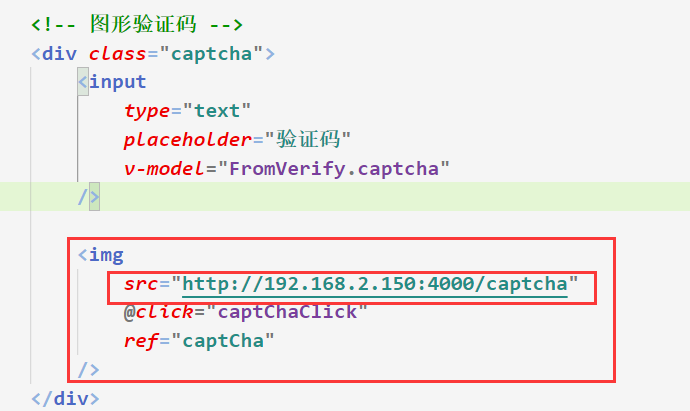 <!-- 图形验证码 -->
<div class="captcha">
<input
type="text"
placeholder="验证码"
v-model="FromVerify.captcha"
/>
<img
src="http://192.168.2.150:4000/captcha"
@click="captChaClick"
ref="captCha"
/>
</div>